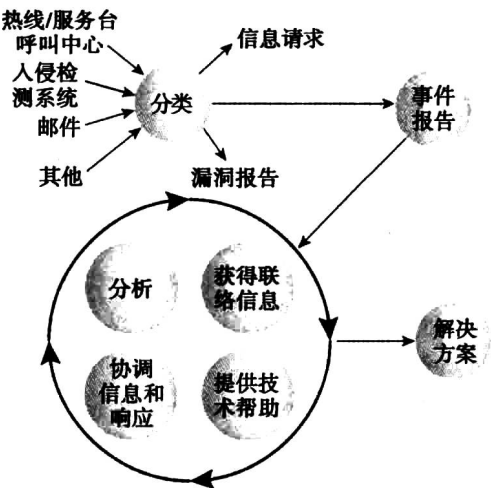 热线/服务台
呼叫中心
入侵检
测系统
邮件
其他
分类
信息请求
漏洞报告
事件
报告
分析
获得联
络信息
协调
信息和
响应
提供技
术帮助
解决
方案